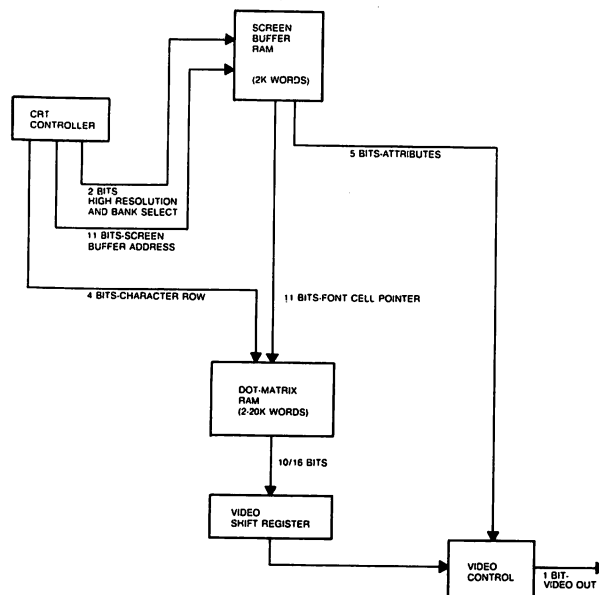 SCREEN
BUFFER
RAM
(2K WORDS)
CRT
CONTROLLER
5 BITS-ATTRIBUTES
2 BITS
HIGH RESOLUTION
AND BANK SELECT
11 BITS-SCREEN
BUFFER ADDRESS
4 BITS-CHARACTER ROW
11 BITS-FONT CELL POINTER
DOT-MATRIX
RAM
(2-20K WORDS)
10/16 BITS
VIDEO
SHIFT REGISTER
VIDEO
CONTROL
1 BIT-
VIDEO OUT